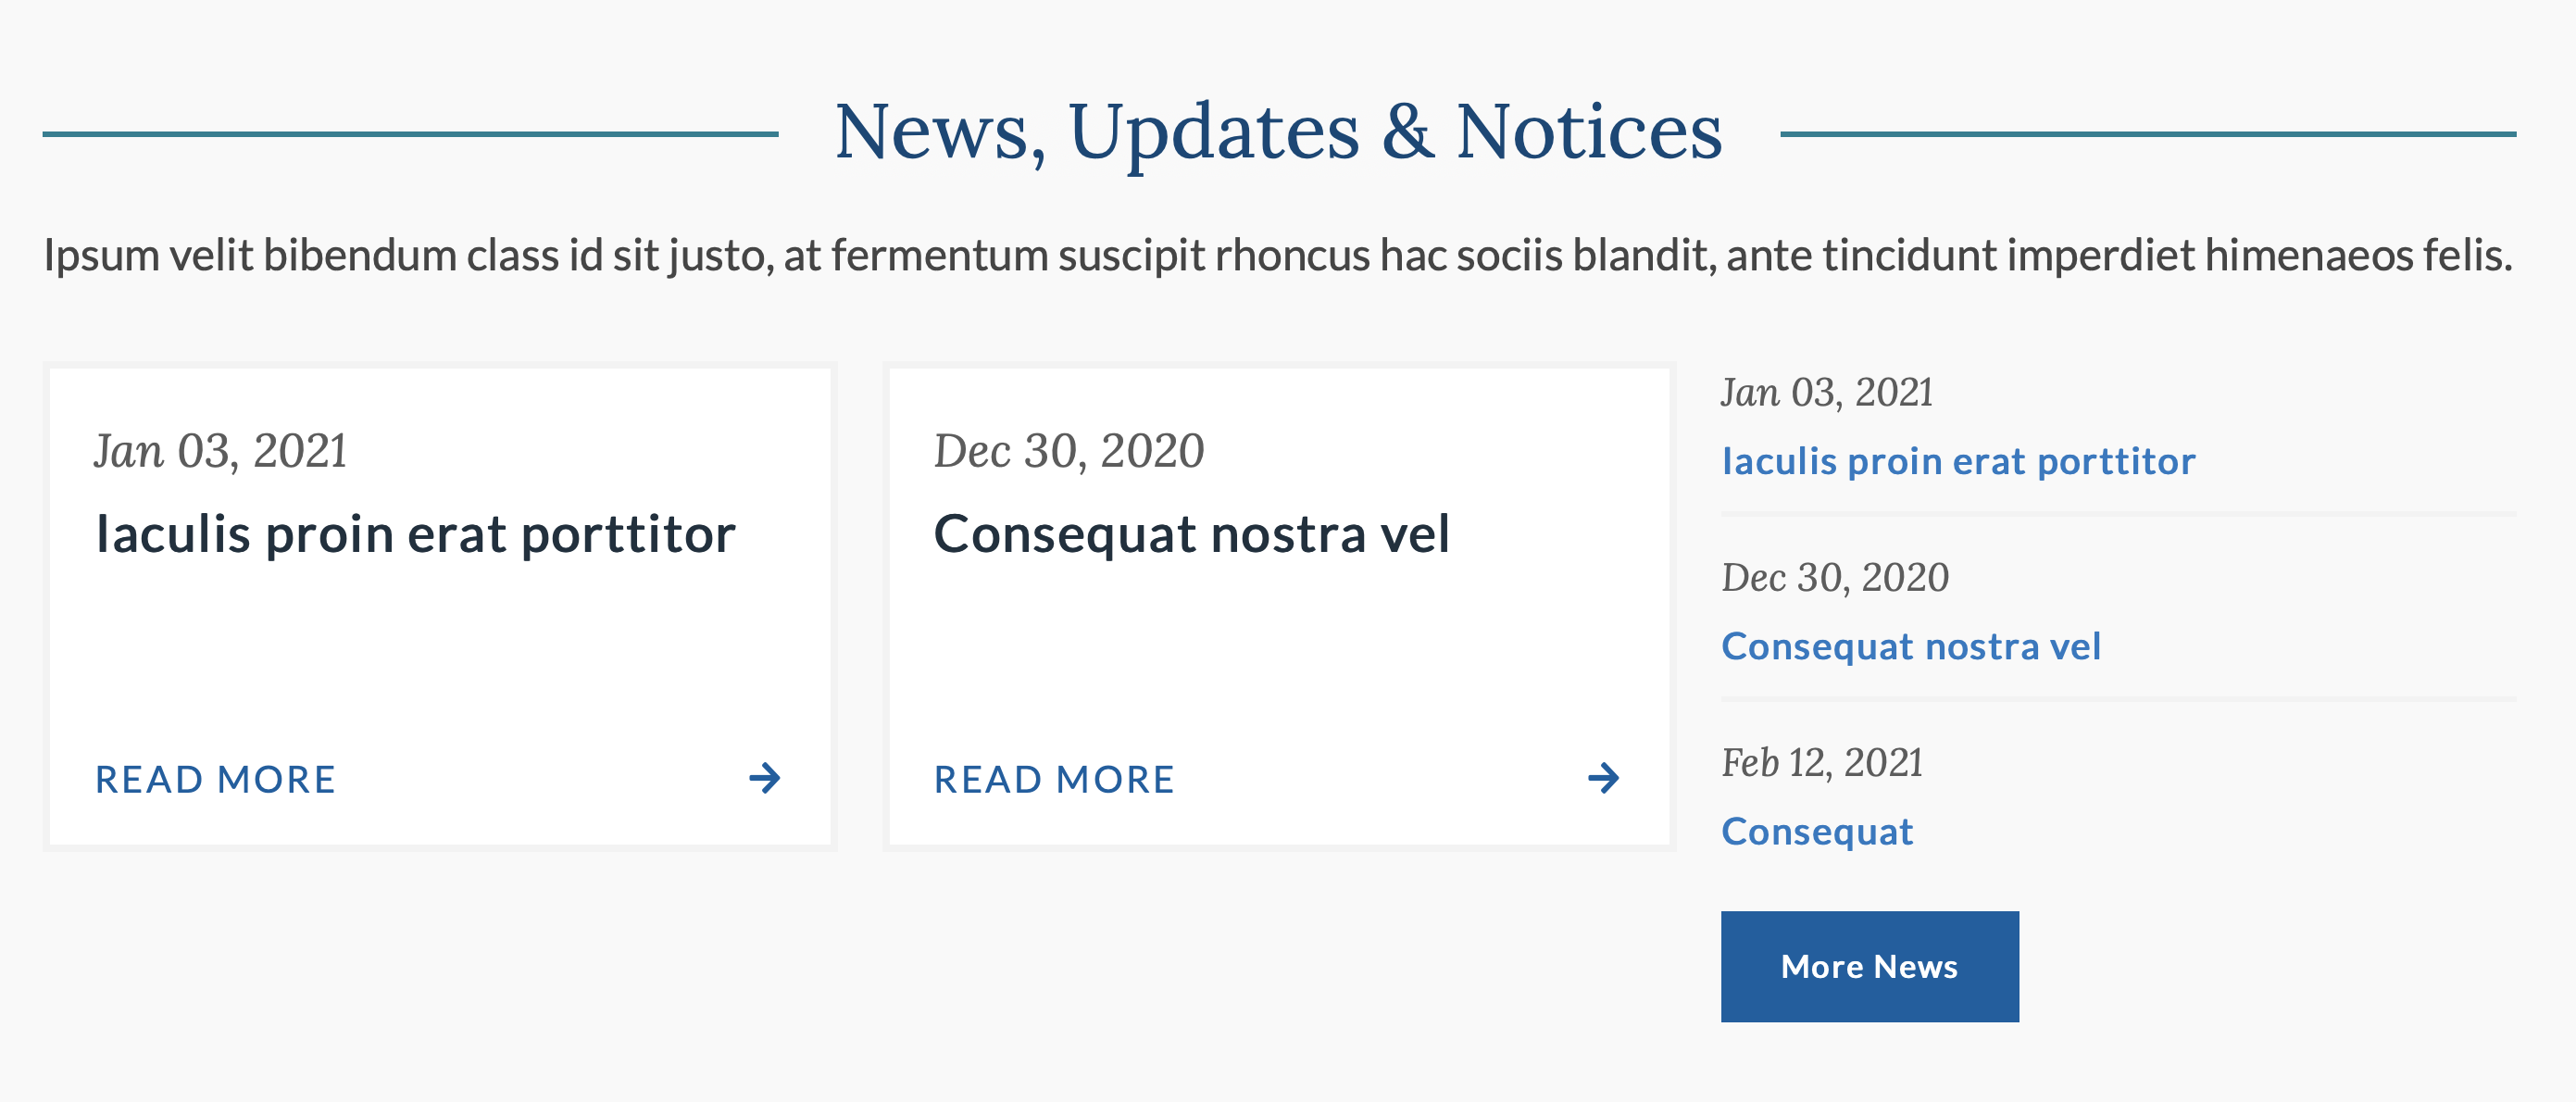 News, Updates & Notices
Ipsum velit bibendum class id sit justo, at fermentum suscipit rhoncus hac sociis blandit, ante tincidunt imperdiet himenaeos felis.
Jan 03, 2021
Iaculis proin erat porttitor
READ MORE
Dec 30, 2020
Consequat nostra vel
READ MORE
Jan 03, 2021
Iaculis proin erat porttitor
Dec 30, 2020
Consequat nostra vel
Feb 12, 2021
Consequat
More News